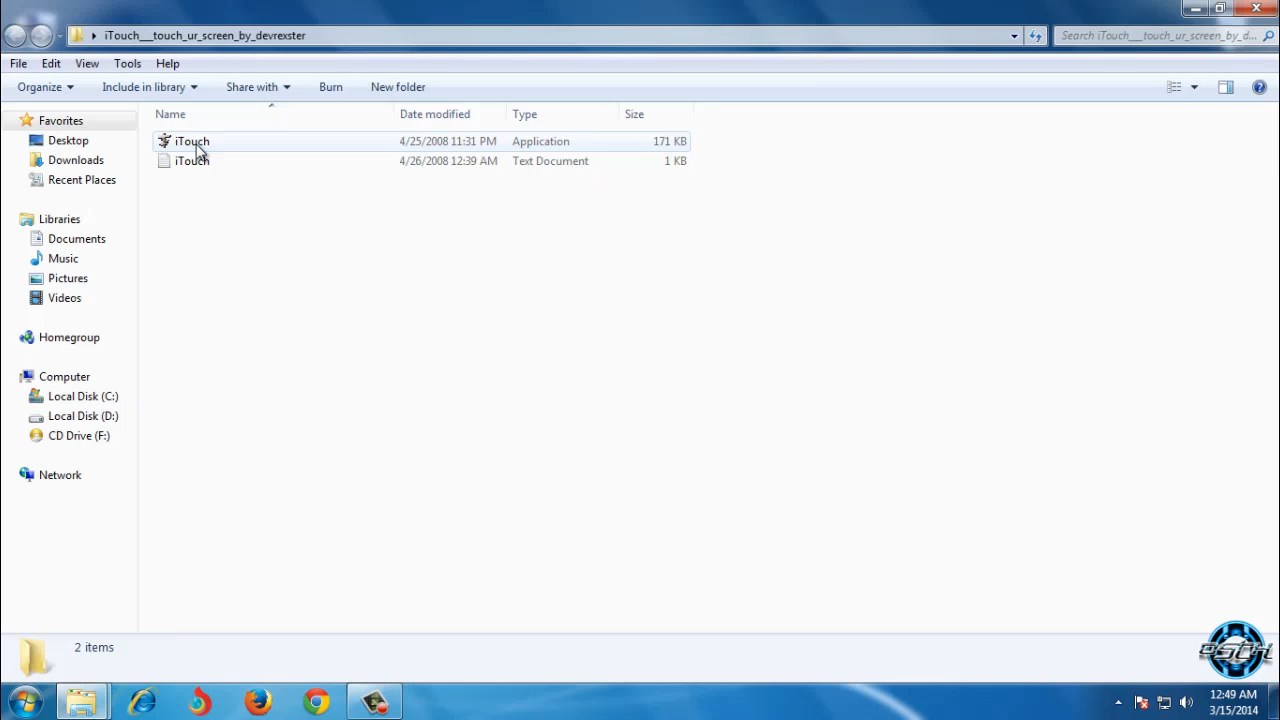 iTouch__touch_ur_screen_by_devrexster
Search iTouch__touch_ur_screen_by_d...
File Edit View Tools Help
Organize Include in library Share with Burn New folder
Name Date modified Type Size
iTouch 4/25/2008 11:31 PM Application 171 KB
iTouch 4/26/2008 12:39 AM Text Document 1 KB
Favorites
Desktop
Downloads
Recent Places
Libraries
Documents
Music
Pictures
Videos
Homegroup
Computer
Local Disk (C:)
Local Disk (D:)
CD Drive (F:)
Network
2 items
12:49 AM
3/15/2014